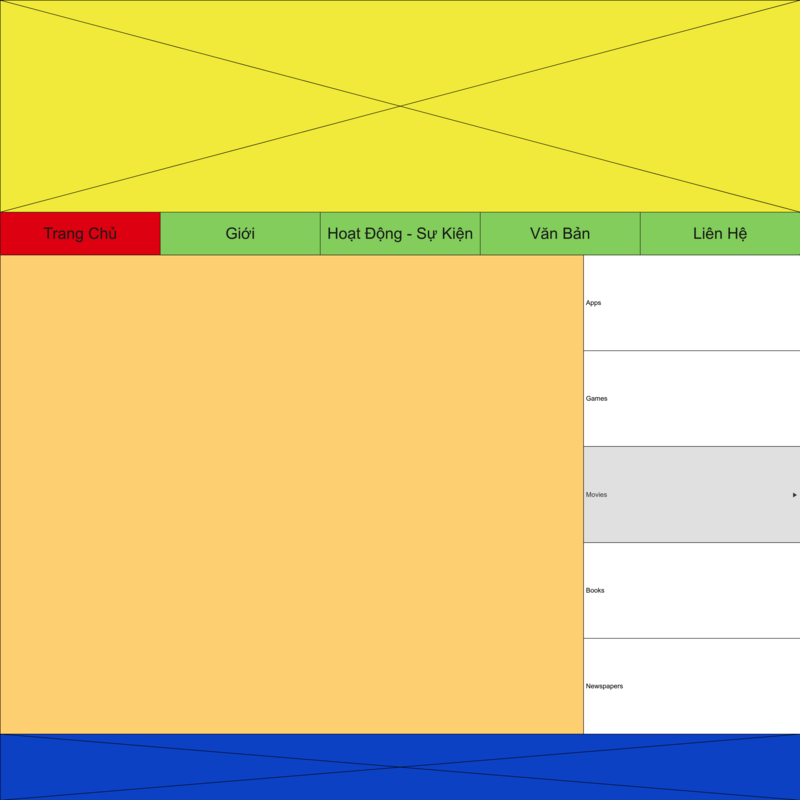 Trang Chủ
Giới
Hoạt Động - Sự Kiện
Văn Bản
Liên Hệ
Apps
Games
Movies
Books
Newspapers